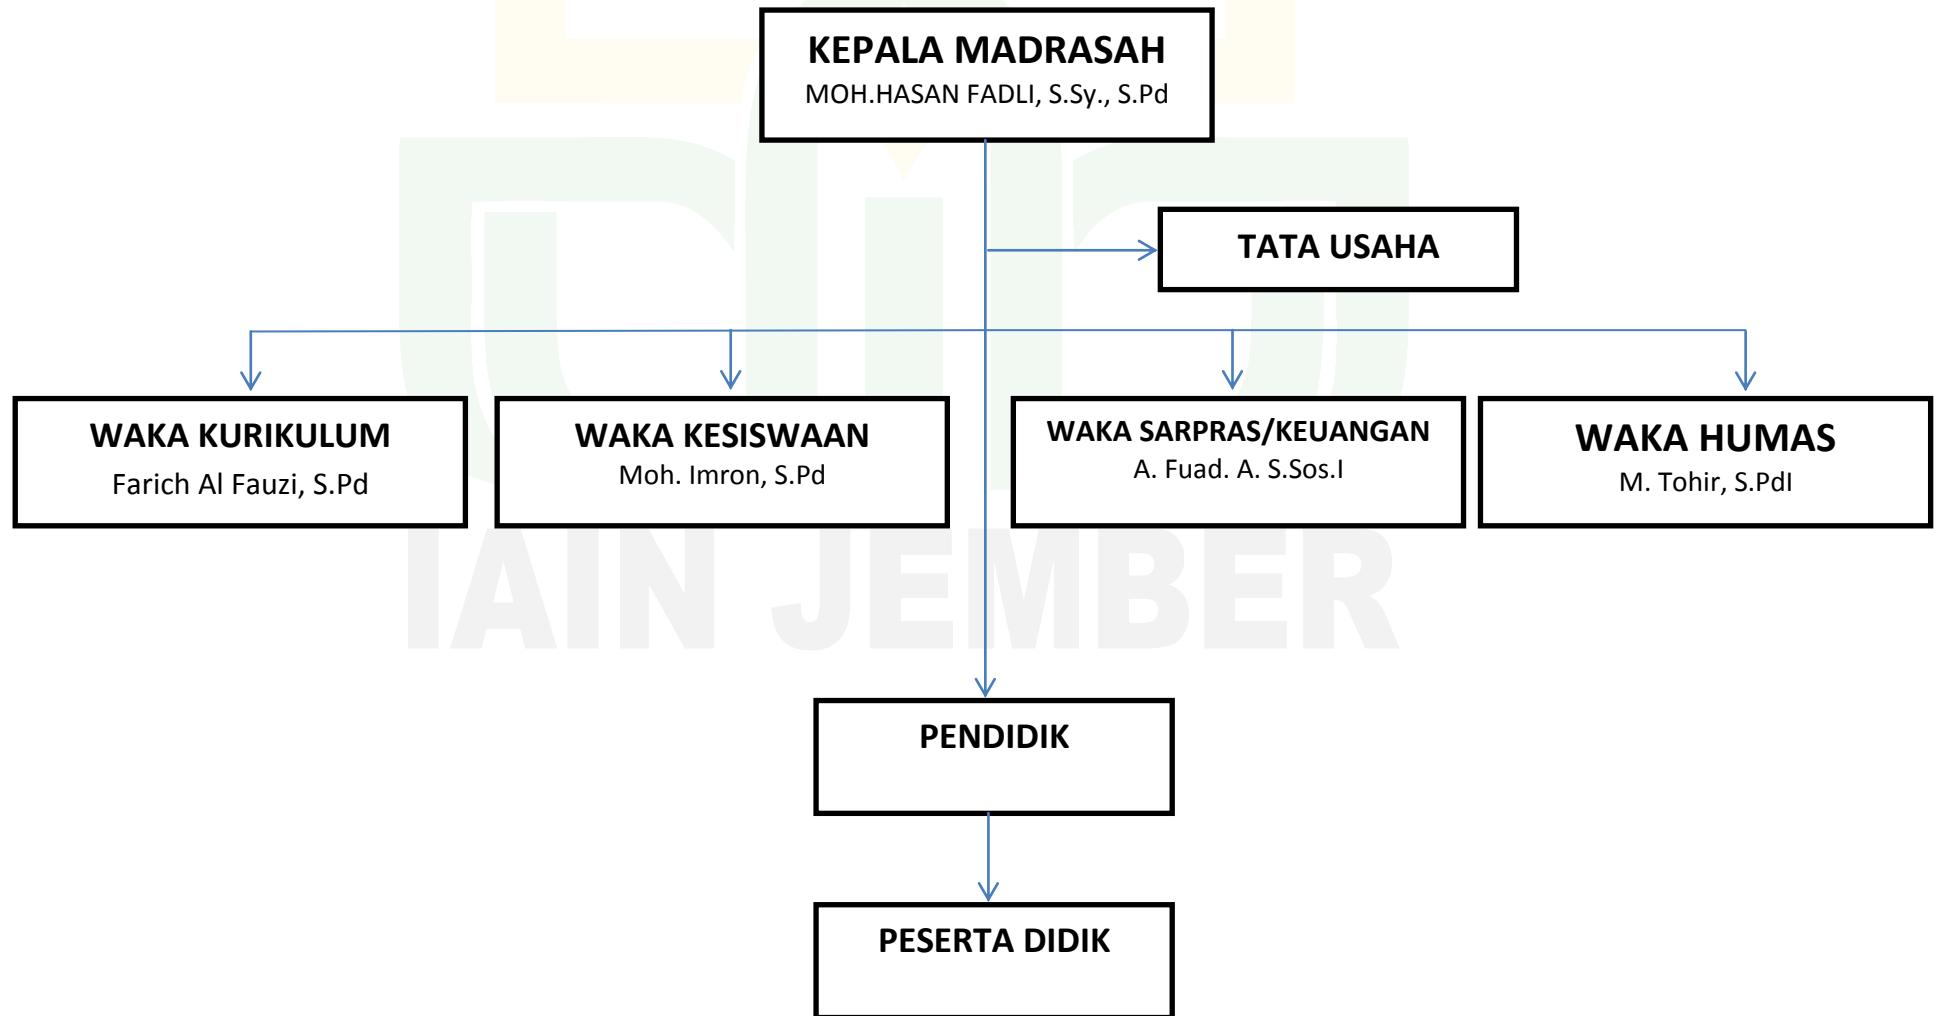 KEPALA MADRASAH
MOH.HASAN FADLI, S.Sy., S.Pd
TATA USAHA
WAKA KURIKULUM
Farich Al Fauzi, S.Pd
WAKA KESISWAAN
Moh. Imron, S.Pd
WAKA SARPRAS/KEUANGAN
A. Fuad. A. S.Sos.I
WAKA HUMAS
M. Tohir, S.PdI
IAIN JEMBER
PENDIDIK
PESERTA DIDIK